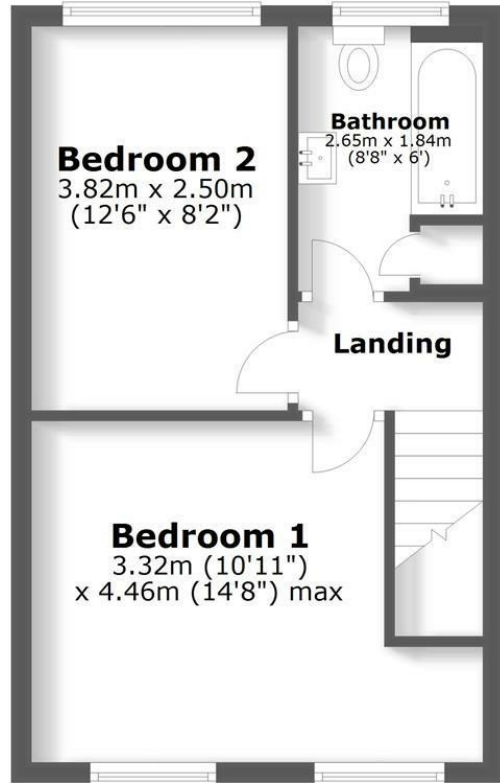 Bedroom 2
3.82m x 2.50m
(12'6" x 8'2")
Bathroom
2.65m x 1.84m
(8'8" x 6')
Landing
Bedroom 1
3.32m (10'11")
x 4.46m (14'8") max